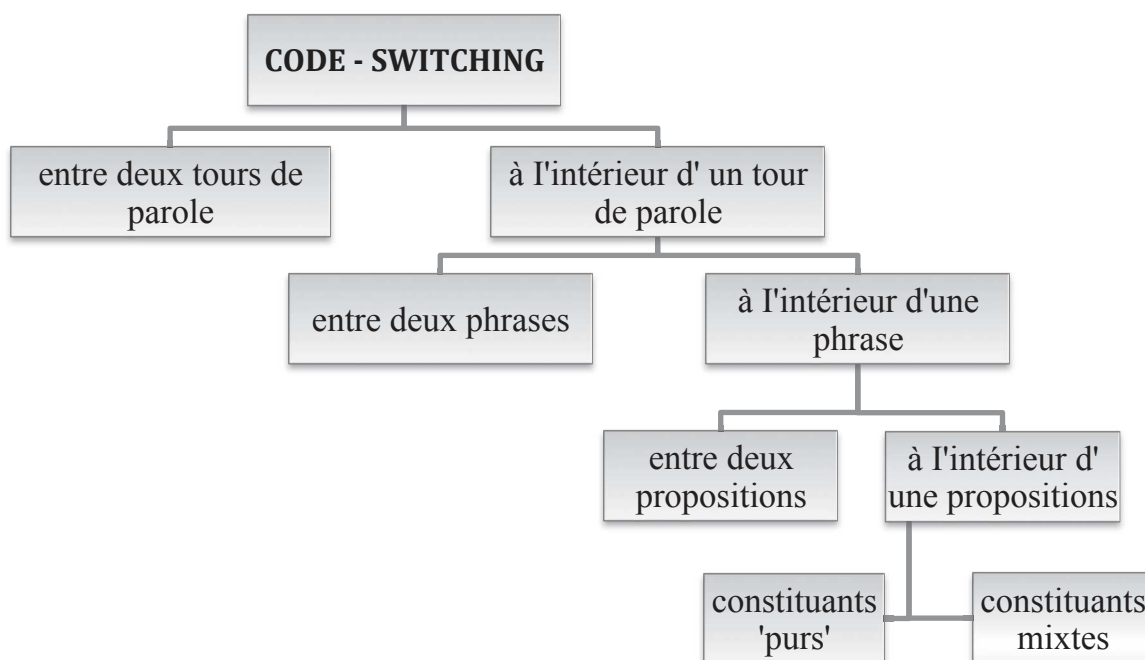 CODE - SWITCHING
entre deux tours de
parole
à I'intérieur d' un tour
de parole
entre deux phrases
à I'intérieur d'une
phrase
entre deux
propositions
à I'intérieur d'
une propositions
constituants
'purs'
constituants
mixtes